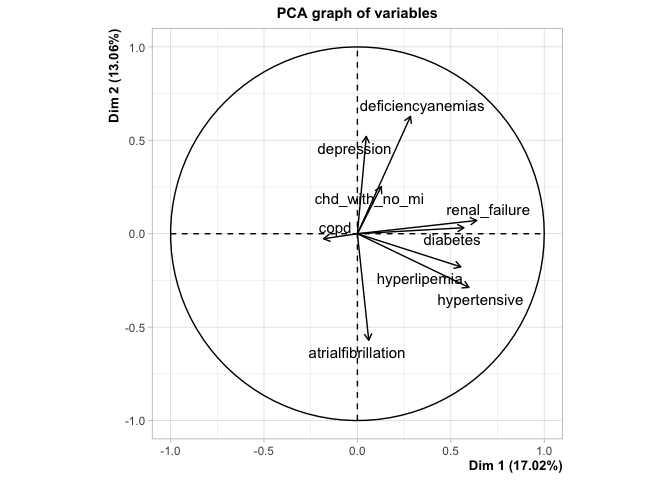 PCA graph of variables
Dim 2 (13.06%)
1.0
0.5
0.0
-0.5
-1.0
deficiencyanemias
depression
chd_with_no_mi
renal_failure
copd
diabetes
hyperlipemia
hypertensive
atrialfibrillation
-1.0
-0.5
0.0
0.5
1.0
Dim 1 (17.02%)